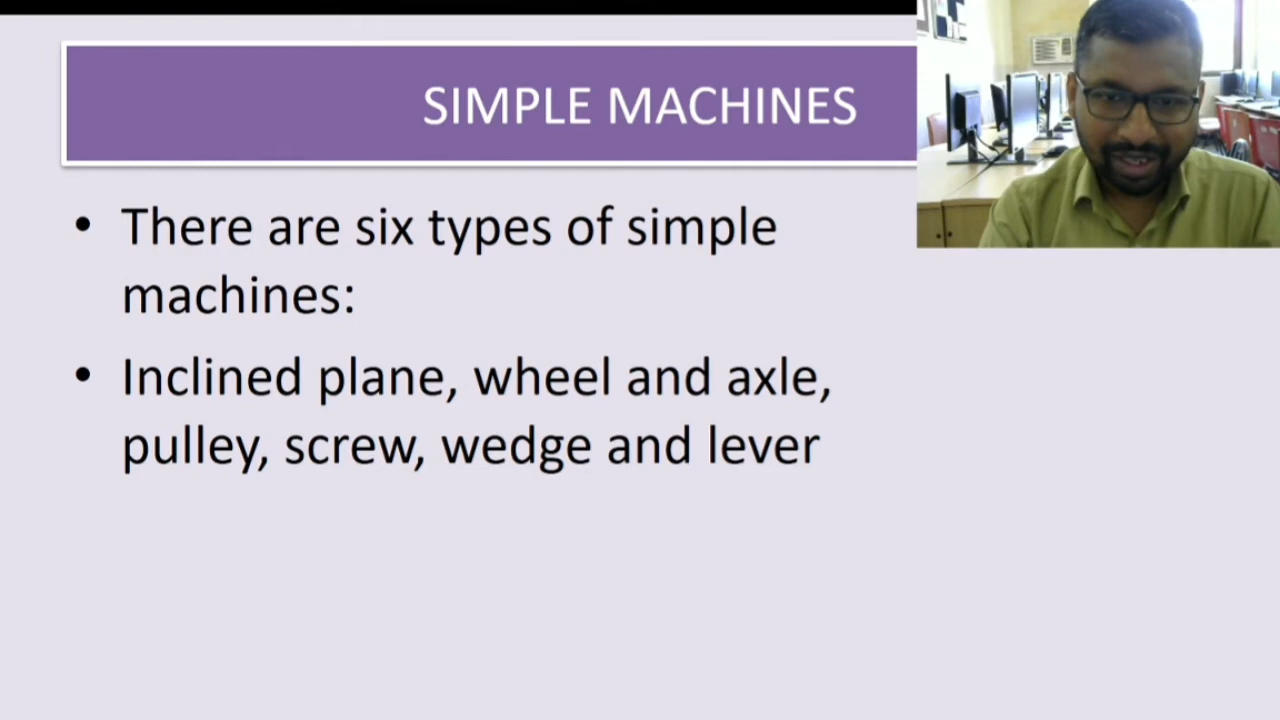 SIMPLE MACHINES
• There are six types of simple
machines:
• Inclined plane, wheel and axle,
pulley, screw, wedge and lever